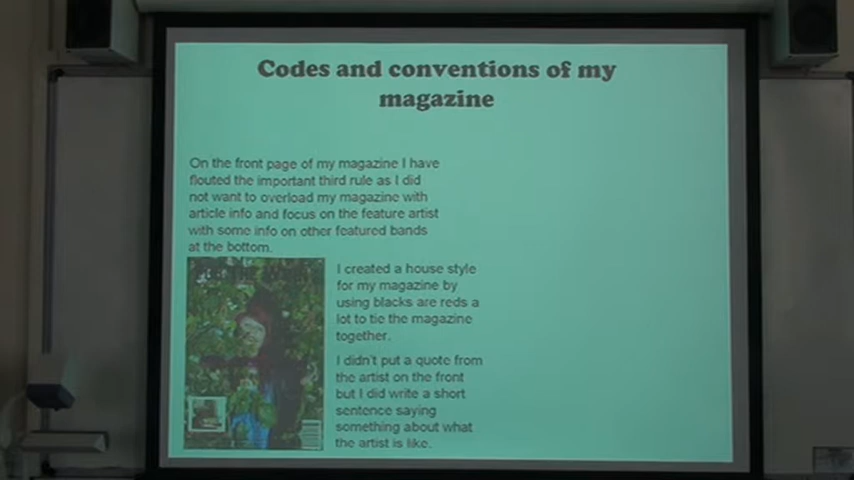 Codes and conventions of my
magazine
On the front page of my magazine I have
flouted the important third rule as I did
not want to overload my magazine with
article info and focus on the feature artist
with some info on other featured bands
at the bottom.
I created a house style
for my magazine by
using blacks are reds a
lot to tie the magazine
together.
I didn't put a quote from
the artist on the front
but I did write a short
sentence saying
something about what
the artist is like.